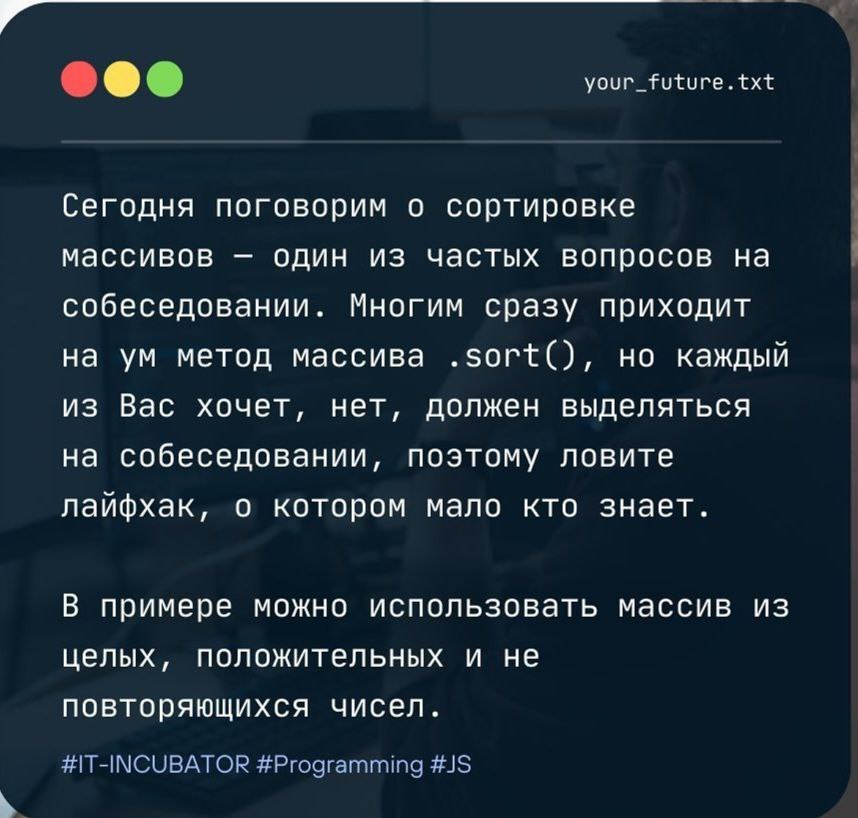 your_future.txt
Сегодня поговорим о сортировке
массивов — один из частых вопросов на
собеседовании. Многим сразу приходит
на ум метод массива .sort(), но каждый
из Вас хочет, нет, должен выделяться
на собеседовании, поэтому ловите
лайфхак, о котором мало кто знает.
В примере можно использовать массив из
целых, положительных и не
повторяющихся чисел.
#IT-INCUBATOR #Programming #JS